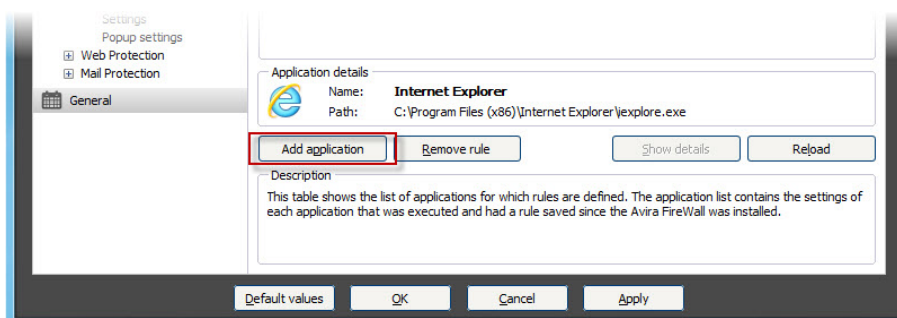 Settings
Popup settings
Web Protection
Mail Protection
General
Application details
Name: Internet Explorer
Path: C:\Program Files (x86)\Internet Explorer\iexplore.exe
Add application Remove rule Show details Reload
Description
This table shows the list of applications for which rules are defined. The application list contains the settings of
each application that was executed and had a rule saved since the Avira FireWall was installed.
Default values OK Cancel Apply